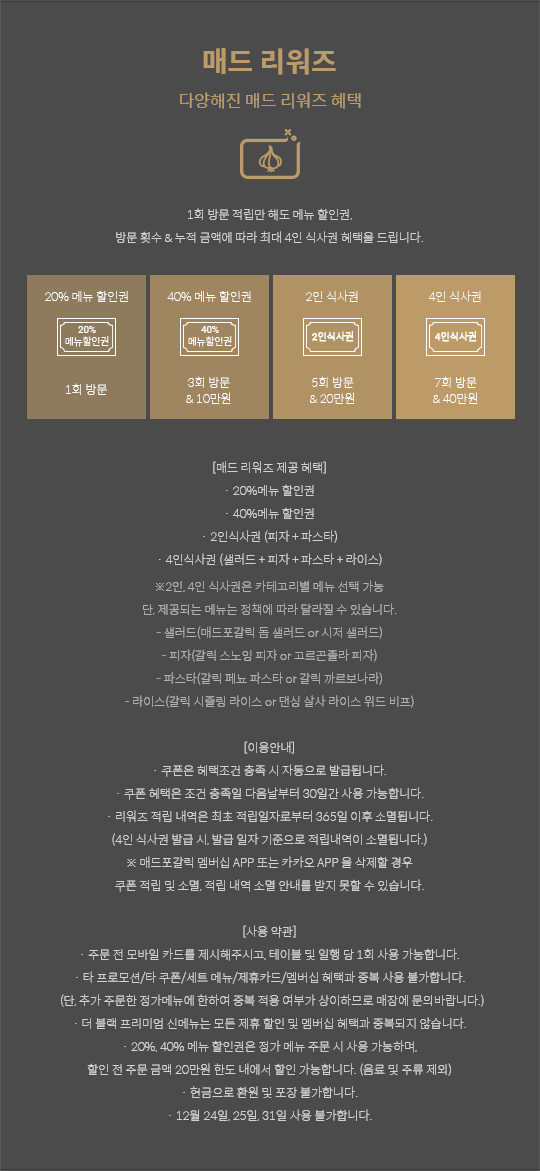 매드 리워즈
다양해진 매드 리워즈 혜택
1회 방문 적립만 해도 메뉴 할인권,
방문 횟수 & 누적 금액에 따라 최대 4인 식사권 혜택을 드립니다.
20% 메뉴 할인권
20%
메뉴할인권
1회 방문
40% 메뉴 할인권
40%
메뉴할인권
3회 방문
& 10만원
2인 식사권
2인식사권
5회 방문
& 20만원
4인 식사권
4인식사권
7회 방문
& 40만원
[매드 리워즈 제공 혜택]
· 20%메뉴 할인권
· 40%메뉴 할인권
· 2인식사권 (피자 + 파스타)
· 4인식사권 (샐러드 + 피자 + 파스타 + 라이스)
※2인, 4인 식사권은 카테고리별 메뉴 선택 가능
단, 제공되는 메뉴는 정책에 따라 달라질 수 있습니다.
- 샐러드(매드포갈릭 돔 샐러드 or 시저 샐러드)
- 피자(갈릭 스노잉 피자 or 고르곤졸라 피자)
- 파스타(갈릭 페뇨 파스타 or 갈릭 까르보나라)
- 라이스(갈릭 시즐링 라이스 or 댄싱 살사 라이스 위드 비프)
[이용안내]
· 쿠폰은 혜택조건 충족 시 자동으로 발급됩니다.
· 쿠폰 혜택은 조건 충족일 다음날부터 30일간 사용 가능합니다.
· 리워즈 적립 내역은 최초 적립일자로부터 365일 이후 소멸됩니다.
(4인 식사권 발급 시, 발급 일자 기준으로 적립내역이 소멸됩니다.)
※ 매드포갈릭 멤버십 APP 또는 카카오 APP 을 삭제할 경우
쿠폰 적립 및 소멸, 적립 내역 소멸 안내를 받지 못할 수 있습니다.
[사용 약관]
· 주문 전 모바일 카드를 제시해주시고, 테이블 및 일행 당 1회 사용 가능합니다.
· 타 프로모션/타 쿠폰/세트 메뉴/제휴카드/멤버십 혜택과 중복 사용 불가합니다.
(단, 추가 주문한 정가메뉴에 한하여 중복 적용 여부가 상이하므로 매장에 문의바랍니다.)
· 더 블랙 프리미엄 신메뉴는 모든 제휴 할인 및 멤버십 혜택과 중복되지 않습니다.
· 20%, 40% 메뉴 할인권은 정가 메뉴 주문 시 사용 가능하며,
할인 전 주문 금액 20만원 한도 내에서 할인 가능합니다. (음료 및 주류 제외)
· 현금으로 환원 및 포장 불가합니다.
· 12월 24일, 25일, 31일 사용 불가합니다.